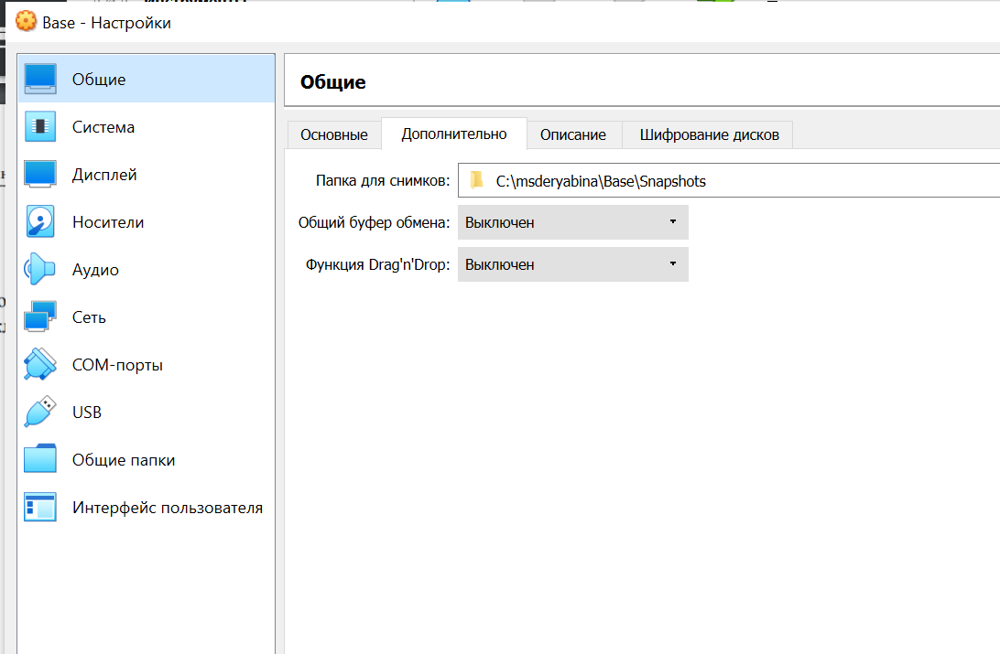 Base - Настройки
Общие
Система
Дисплей
Носители
Аудио
Сеть
COM-порты
USB
Общие папки
Интерфейс пользователя
Общие
Основные
Дополнительно
Описание
Шифрование дисков
Папка для снимков: C:\msderyabina\Base\Snapshots
Общий буфер обмена: Выключен
Функция Drag'n'Drop: Выключен